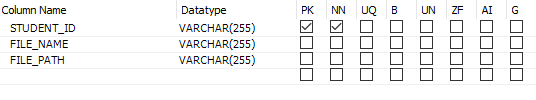 Column Name Datatype PK NN UQ B UN ZF AI G
STUDENT_ID VARCHAR(255)
FILE_NAME VARCHAR(255)
FILE_PATH VARCHAR(255)